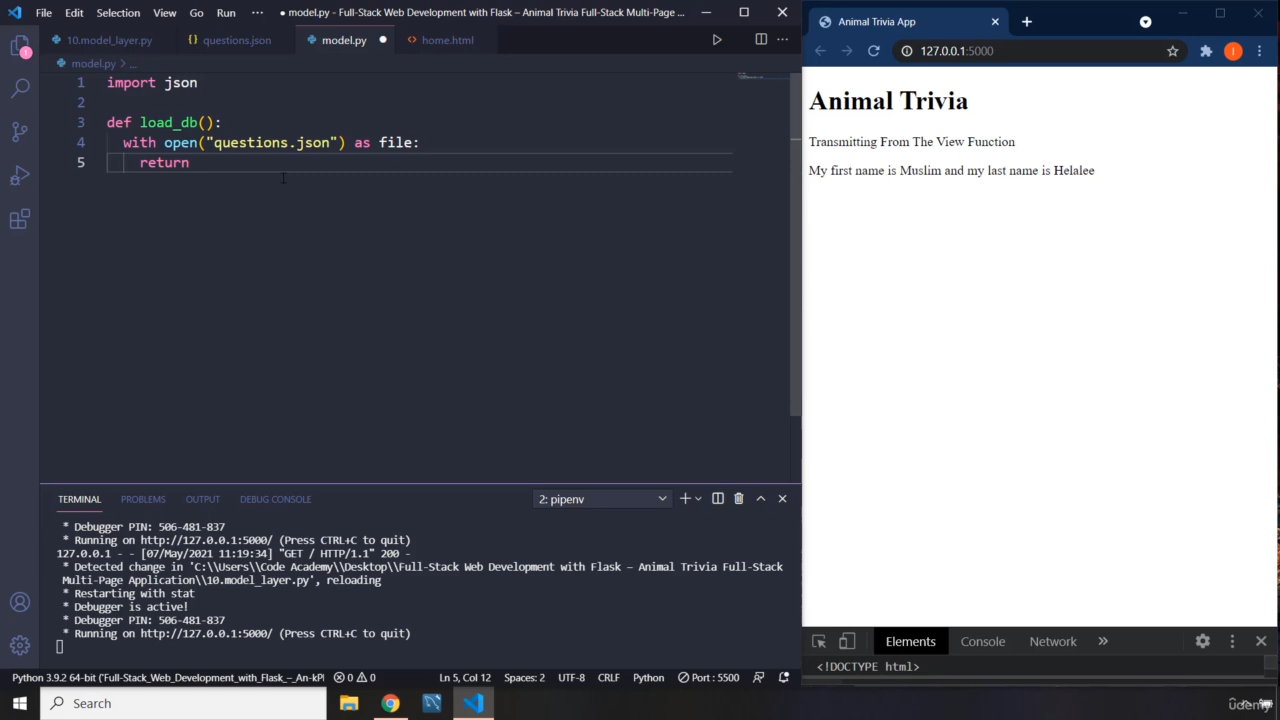 File Edit Selection View Go Run ··· ● model.py - Full-Stack Web Development with Flask – Animal Trivia Full-Stack Multi-Page ...
10.model_layer.py {} questions.json model.py ● <> home.html
model.py > ...
1 import json
2
3 def load_db():
4 with open("questions.json") as file:
5 return
TERMINAL PROBLEMS OUTPUT DEBUG CONSOLE 2: pipenv
* Debugger PIN: 506-481-837
* Running on http://127.0.0.1:5000/ (Press CTRL+C to quit)
127.0.0.1 - - [07/May/2021 11:19:34] "GET / HTTP/1.1" 200 -
* Detected change in 'C:\\Users\\Code Academy\\Desktop\\Full-Stack Web Development with Flask – Animal Trivia Full-Stack
Multi-Page Application\\10.model_layer.py', reloading
* Restarting with stat
* Debugger is active!
* Debugger PIN: 506-481-837
* Running on http://127.0.0.1:5000/ (Press CTRL+C to quit)
Python 3.9.2 64-bit ('Full-Stack_Web_Development_with_Flask_–_An-kPl 0 0 Ln 5, Col 12 Spaces: 2 UTF-8 CRLF Python Port : 5500
Animal Trivia App
127.0.0.1:5000
Animal Trivia
Transmitting From The View Function
My first name is Muslim and my last name is Helalee
Elements Console Network »
<!DOCTYPE html>
Search
udemy